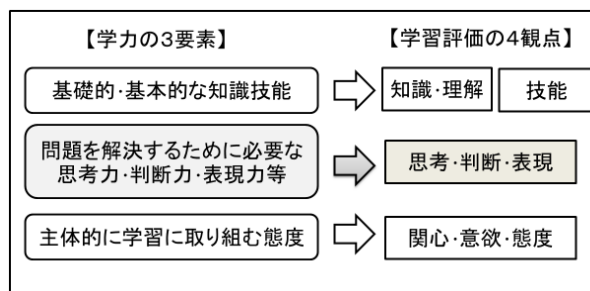 【学力の3要素】
【学習評価の4観点】
基礎的・基本的な知識技能
知識・理解
技能
問題を解決するために必要な
思考力・判断力・表現力等
思考・判断・表現
主体的に学習に取り組む態度
関心・意欲・態度